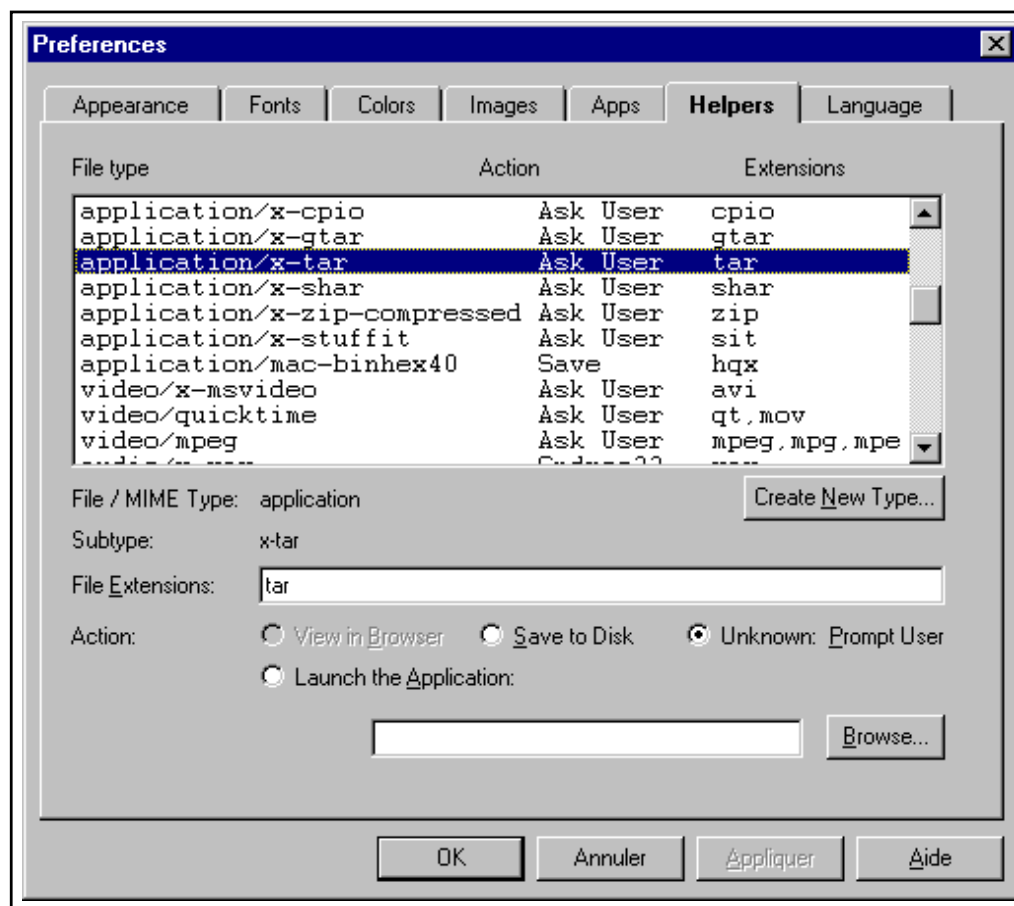 Preferences
Appearance Fonts Colors Images Apps Helpers Language
File type Action Extensions
application/x-cpio Ask User cpio
application/x-gtar Ask User gtar
application/x-tar Ask User tar
application/x-shar Ask User shar
application/x-zip-compressed Ask User zip
application/x-stuffit Ask User sit
application/mac-binhex40 Save hqx
video/x-msvideo Ask User avi
video/quicktime Ask User qt,mov
video/mpeg Ask User mpeg,mpg,mpe
File / MIME Type: application Create New Type...
Subtype: x-tar
File Extensions: tar
Action: View in Browser Save to Disk Unknown: Prompt User
Launch the Application:
Browse...
OK Annuler Appliquer Aide